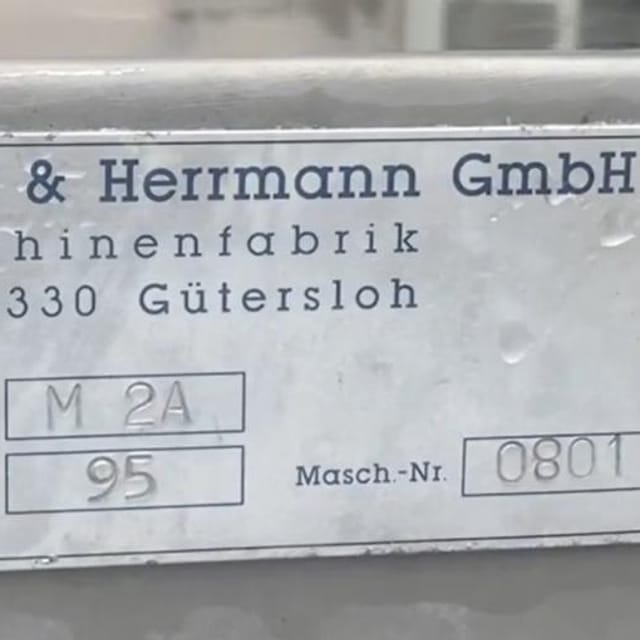 & Herrmann GmbH
hinenfabrik
330 Gütersloh
M 2A
95
Masch.-Nr. 0801